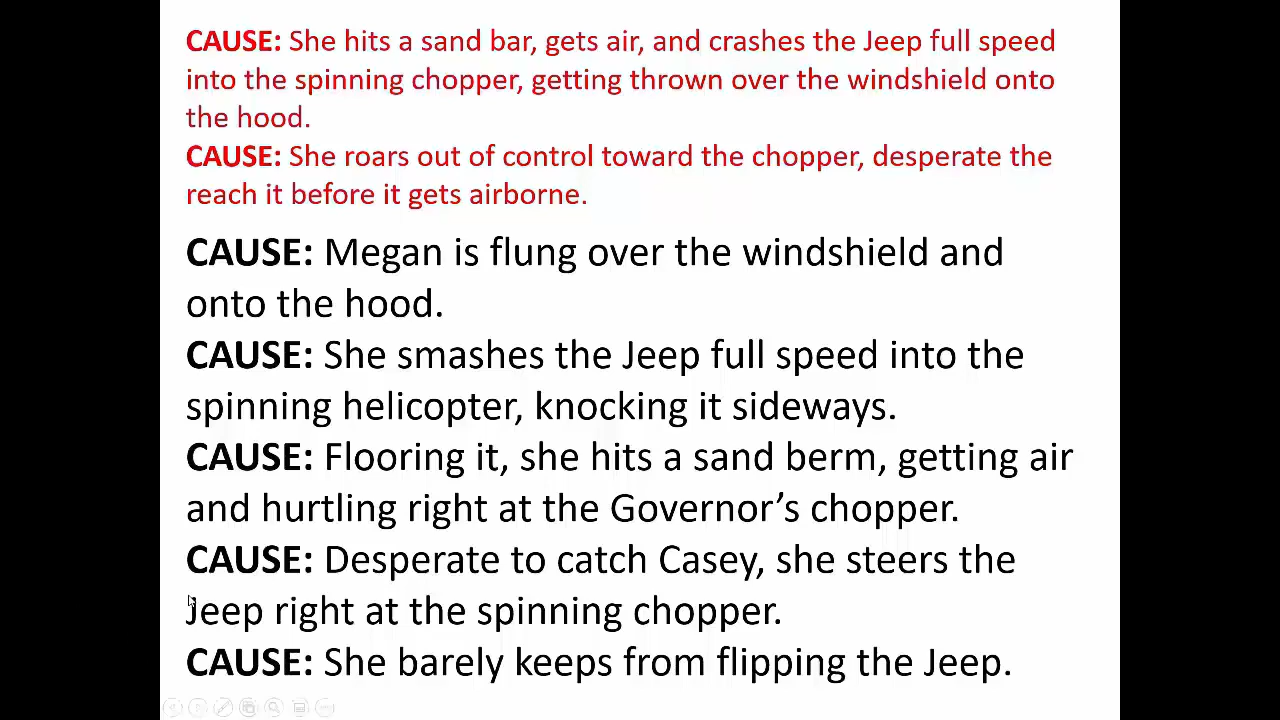 CAUSE: She hits a sand bar, gets air, and crashes the Jeep full speed
into the spinning chopper, getting thrown over the windshield onto
the hood.
CAUSE: She roars out of control toward the chopper, desperate the
reach it before it gets airborne.
CAUSE: Megan is flung over the windshield and
onto the hood.
CAUSE: She smashes the Jeep full speed into the
spinning helicopter, knocking it sideways.
CAUSE: Flooring it, she hits a sand berm, getting air
and hurtling right at the Governor’s chopper.
CAUSE: Desperate to catch Casey, she steers the
Jeep right at the spinning chopper.
CAUSE: She barely keeps from flipping the Jeep.